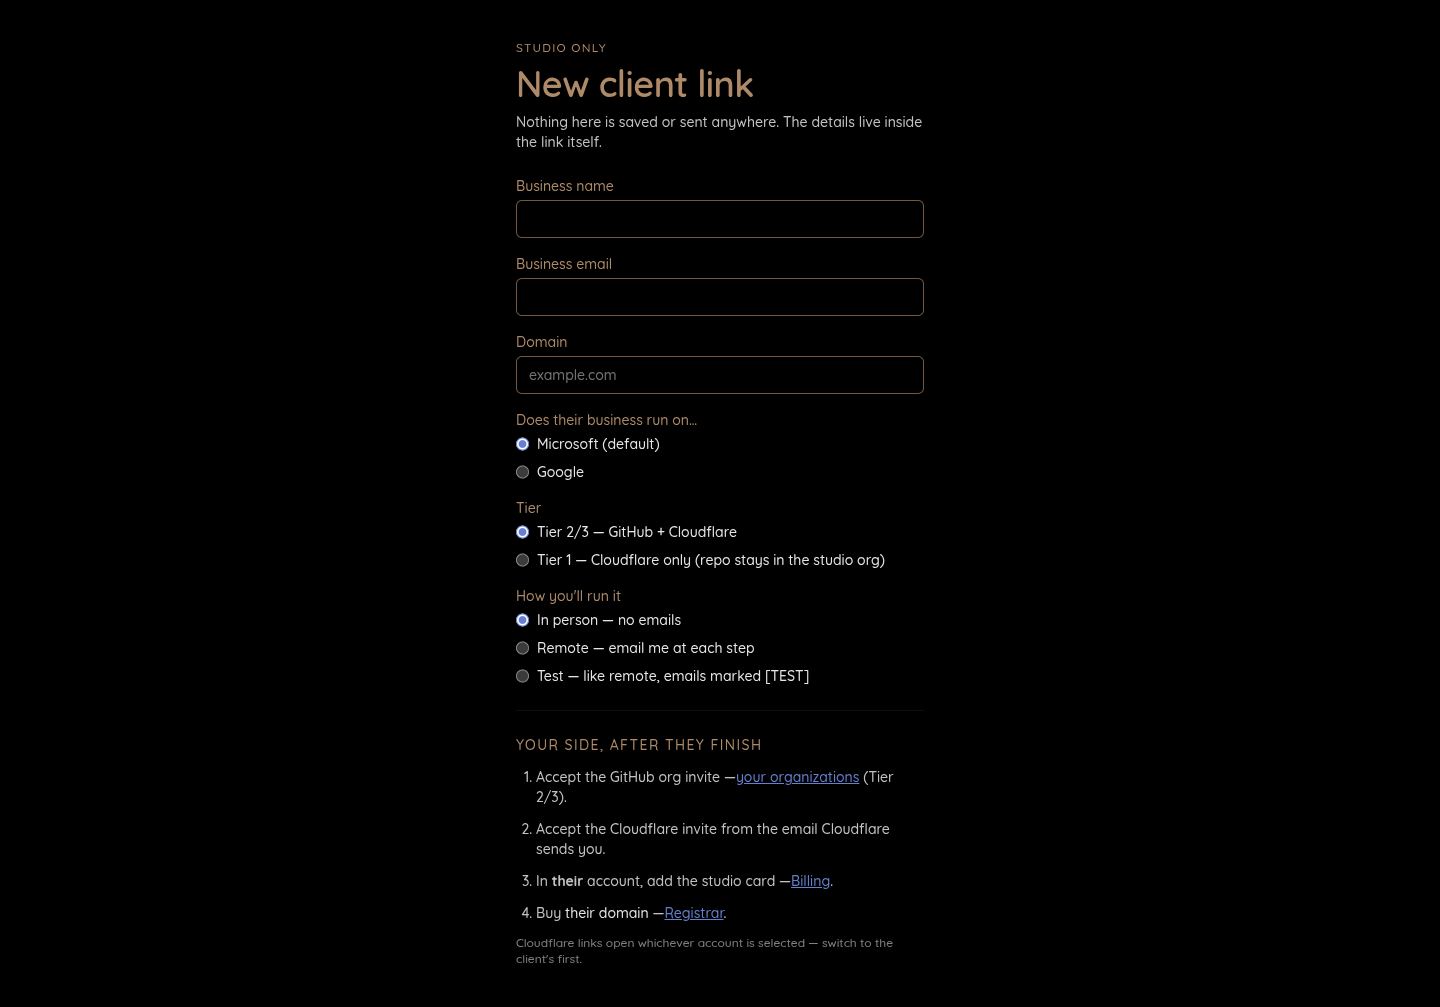 STUDIO ONLY
New client link
Nothing here is saved or sent anywhere. The details live inside
the link itself.
Business name
Business email
Domain
example.com
Does their business run on…
Microsoft (default)
Google
Tier
Tier 2/3 — GitHub + Cloudflare
Tier 1 — Cloudflare only (repo stays in the studio org)
How you'll run it
In person — no emails
Remote — email me at each step
Test — like remote, emails marked [TEST]
YOUR SIDE, AFTER THEY FINISH
1. Accept the GitHub org invite —your organizations (Tier
2/3).
2. Accept the Cloudflare invite from the email Cloudflare
sends you.
3. In their account, add the studio card —Billing.
4. Buy their domain —Registrar.
Cloudflare links open whichever account is selected — switch to the
client's first.